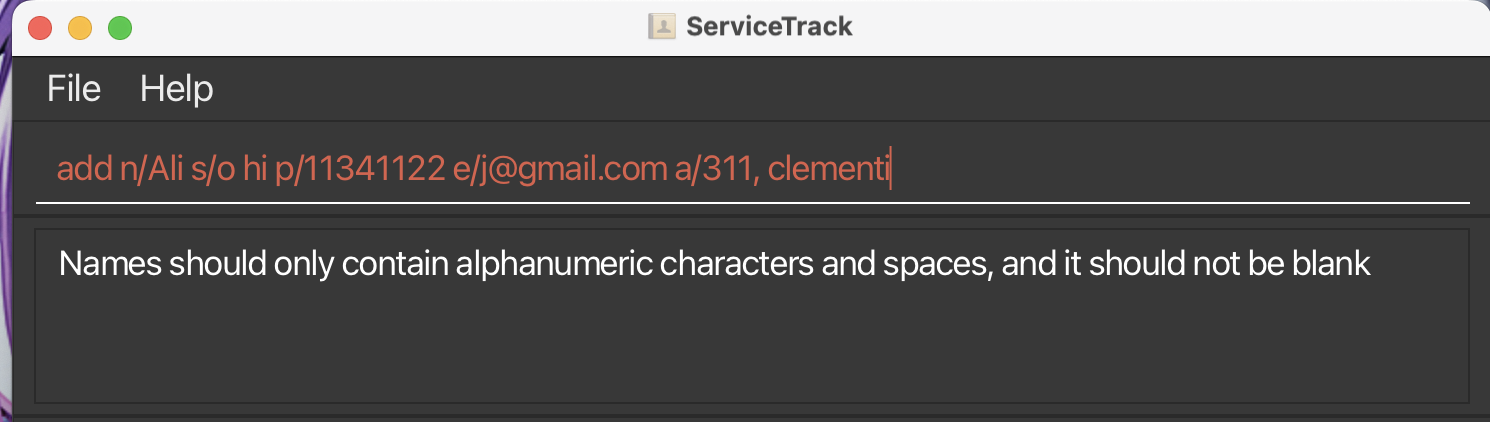 ServiceTrack
File Help
add n/Ali s/o hi p/11341122 e/j@gmail.com a/311, clementi
Names should only contain alphanumeric characters and spaces, and it should not be blank